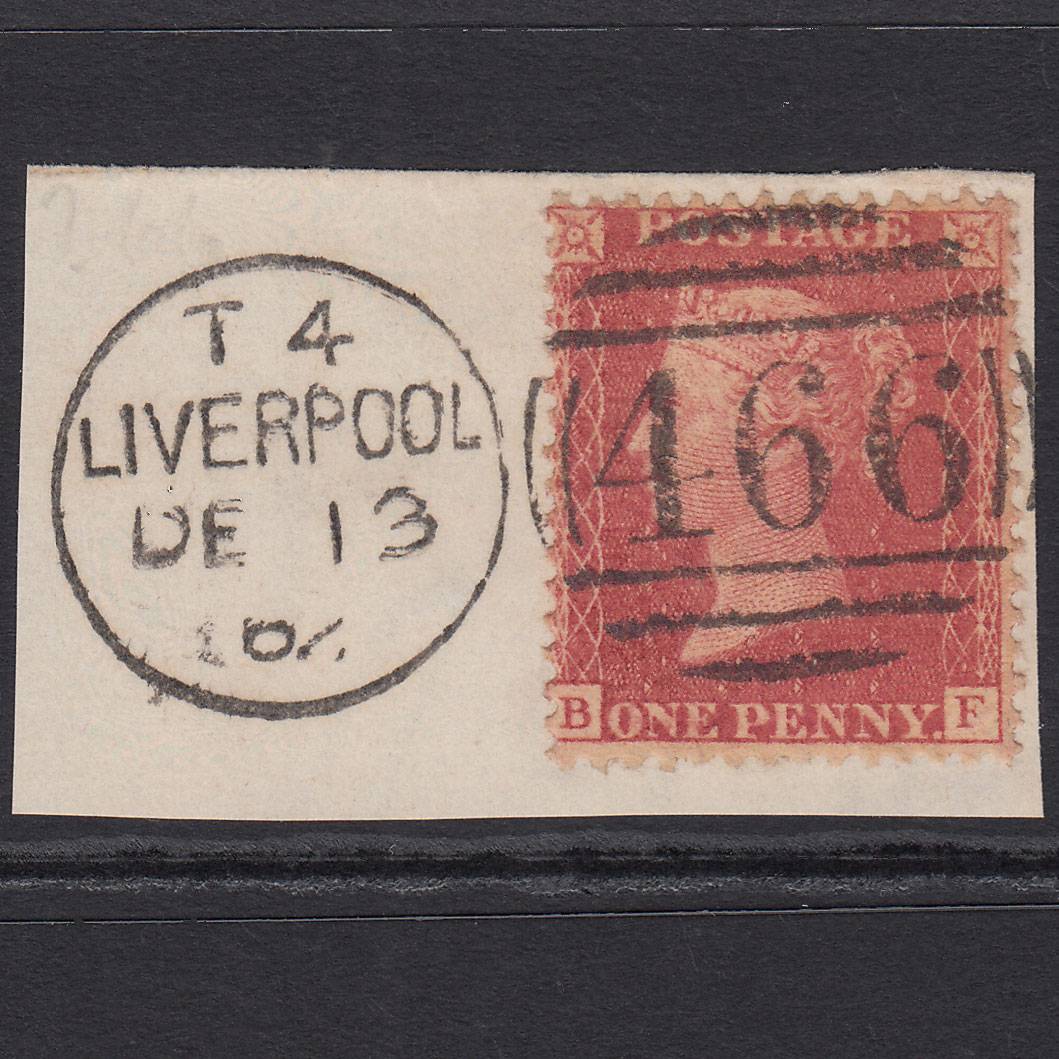 T 4
LIVERPOOL
DE 13
POSTAGE
466
B ONE PENNY. F